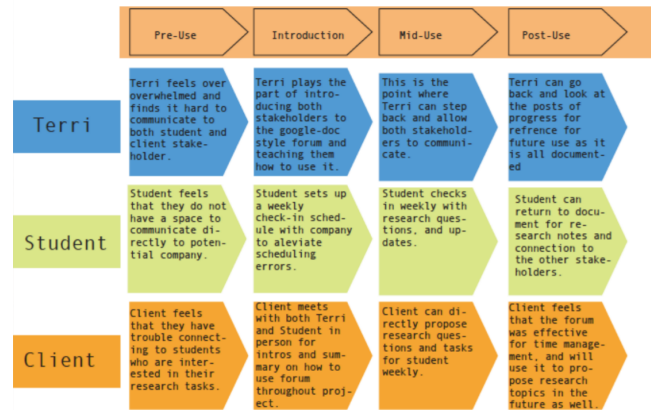 Pre-Use
Introduction
Mid-Use
Post-Use
Terri
Terri feels over
overwhelmed and
finds it hard to
communicate to
both student and
client stake-
holder.
Terri plays the
part of intro-
ducing both
stakeholders to
the google-doc
style forum and
teaching them
how to use it.
This is the
point where
Terri can step
back and allow
both stakehold-
ers to communi-
cate.
Terri can go
back and look at
the posts of
progress for
refrence for
future use as it
is all document-
ed
Student
Student feels
that they do not
have a space to
communicate di-
rectly to poten-
tial company.
Student sets up
a weekly
check-in sched-
ule with company
to aleviate
scheduling
errors.
Student checks
in weekly with
research ques-
tions, and up-
dates.
Student can
return to docu-
ment for re-
search notes and
connection to
the other stake-
holders.
Client
Client feels
that they have
trouble connect-
ing to students
who are inter-
ested in their
research tasks.
Client meets
with both Terri
and Student in
person for
intros and sum-
mary on how to
use forum
throughout proj-
ect.
Client can di-
rectly propose
research ques-
tions and tasks
for student
weekly.
Client feels
that the forum
was effective
for time manage-
ment, and will
use it to pro-
pose research
topics in the
future as well.